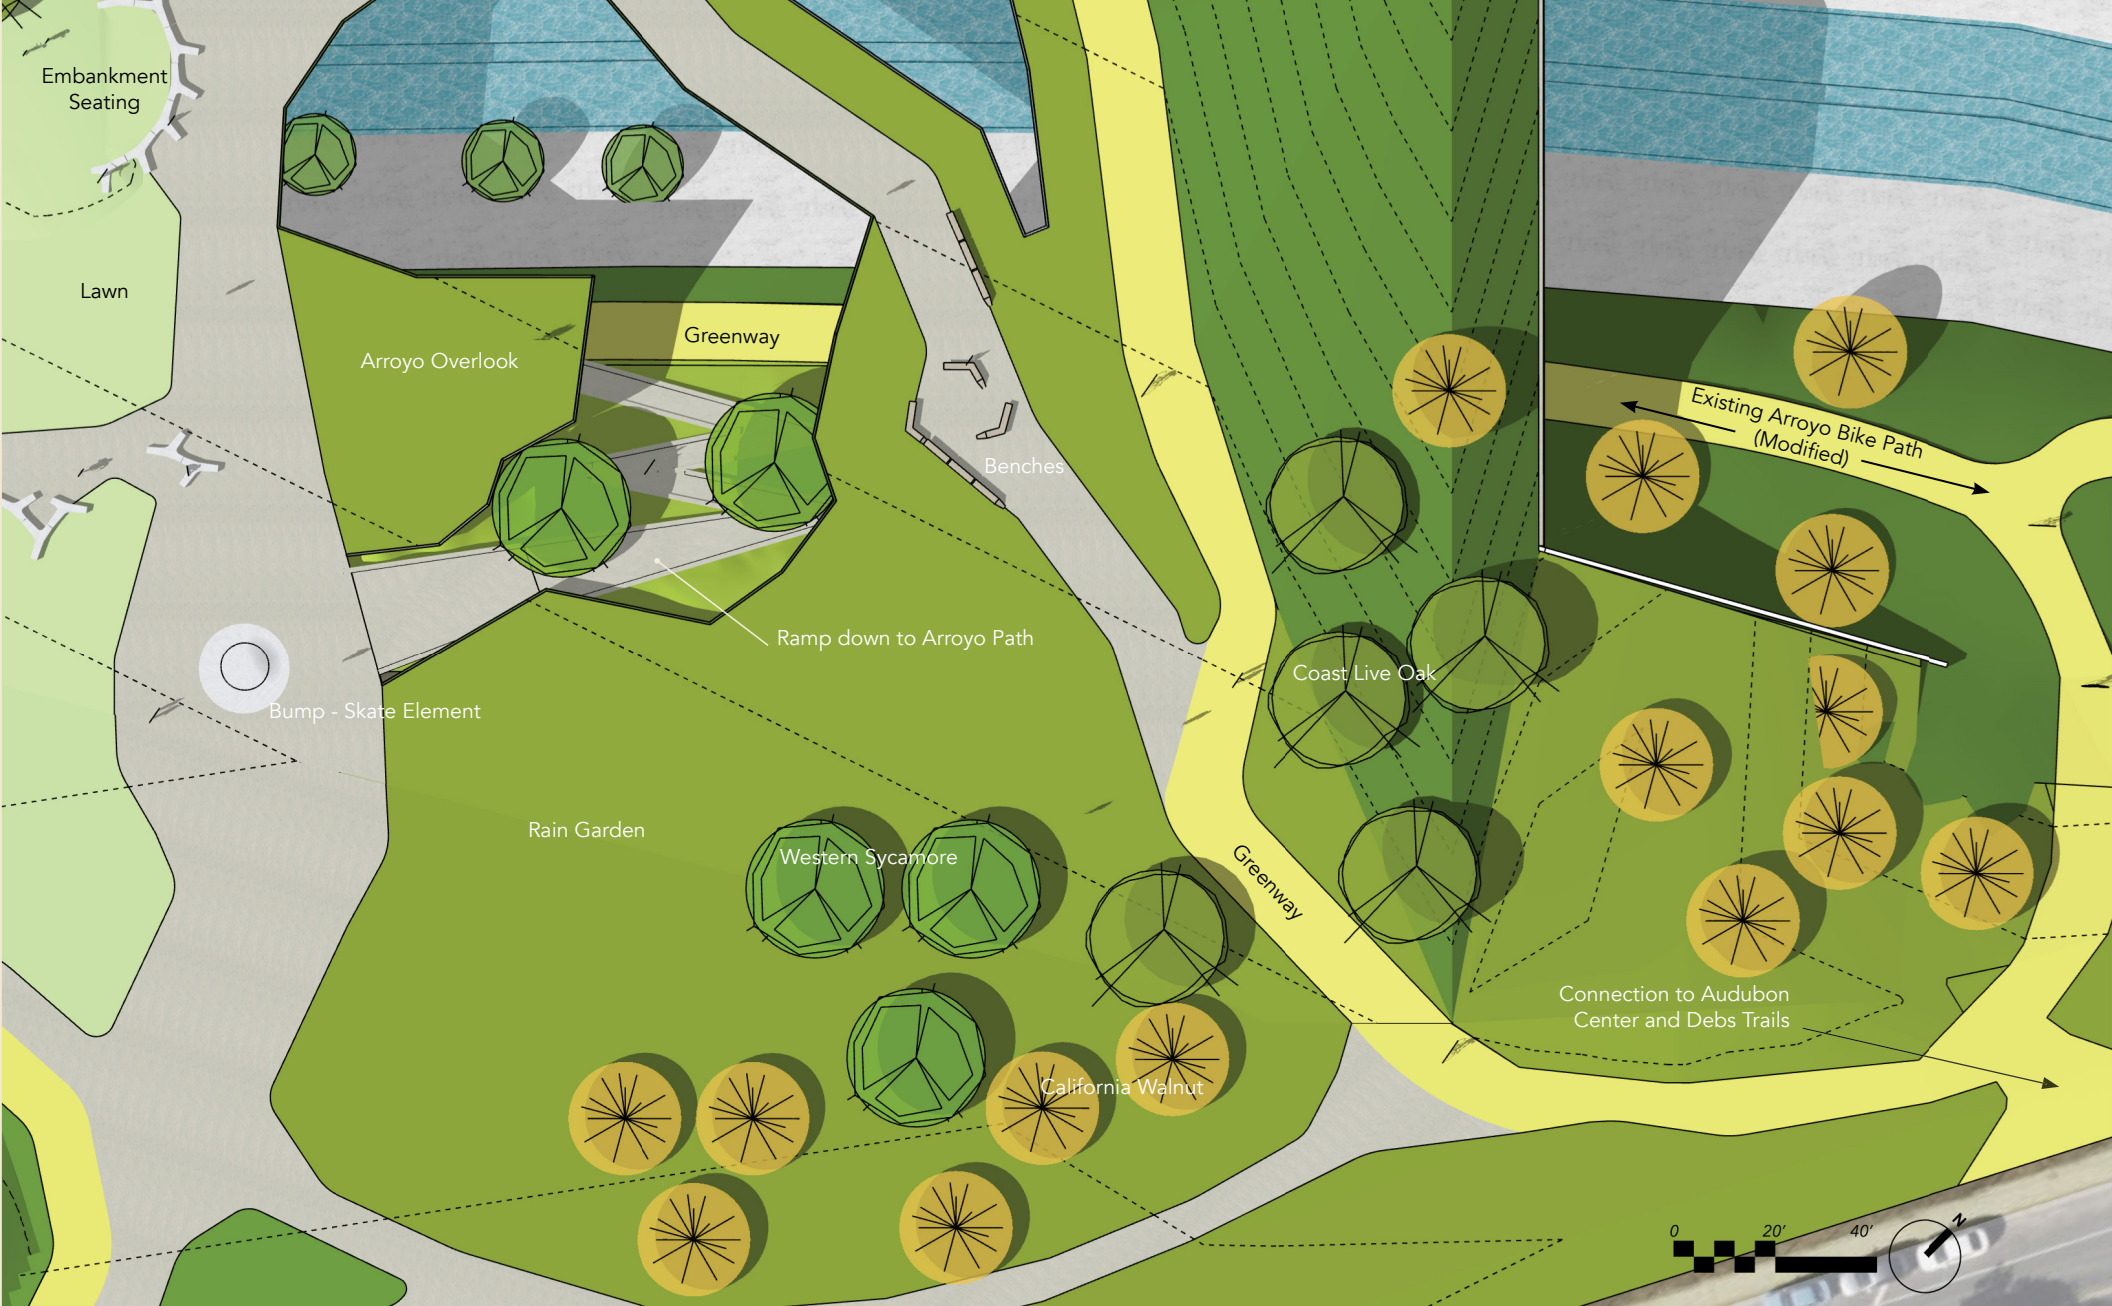 Embankment
Seating
Lawn
Arroyo Overlook
Greenway
Benches
Existing Arroyo Bike Path
(Modified)
Ramp down to Arroyo Path
Coast Live Oak
Bump - Skate Element
Rain Garden
Western Sycamore
Greenway
Connection to Audubon
Center and Debs Trails
California Walnut
0 20' 40'
N